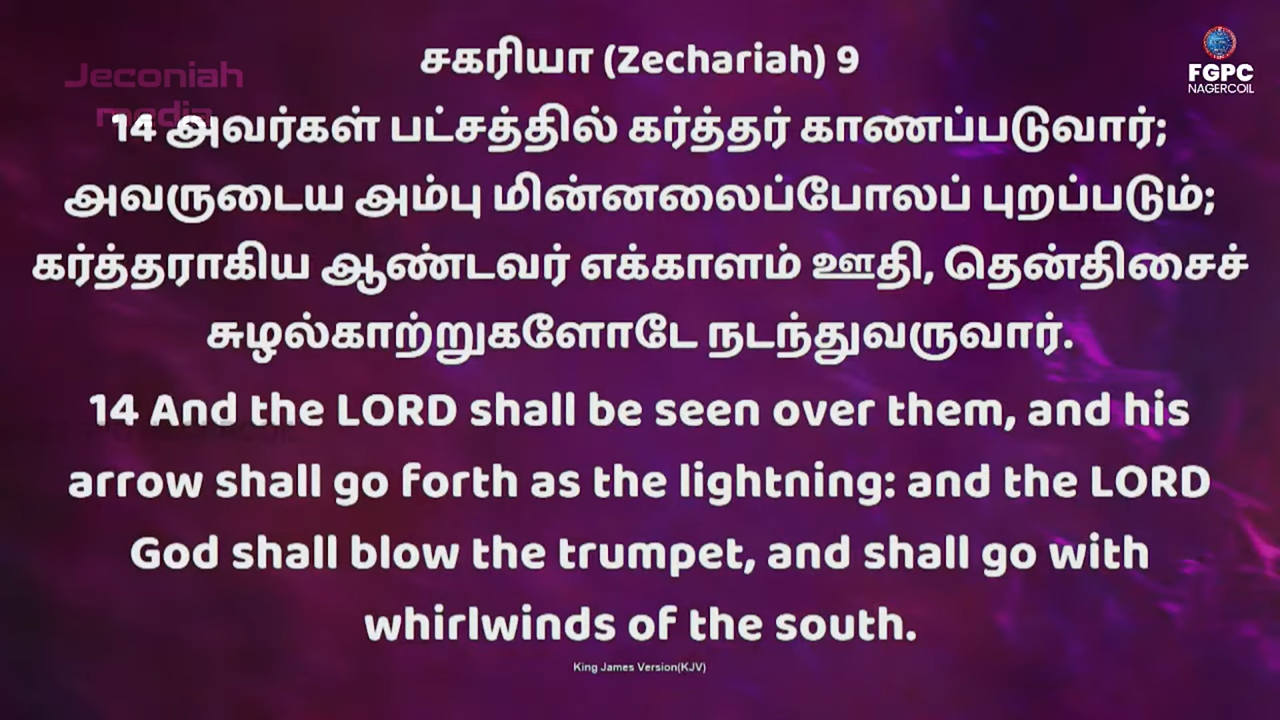 Jeconiah
media
FGPC
NAGERCOIL
சகரியா (Zechariah) 9
14 அவர்கள் பட்சத்தில் கர்த்தர் காணப்படுவார்;
அவருடைய அம்பு மின்னலைப்போலப் புறப்படும்;
கர்த்தராகிய ஆண்டவர் எக்காளம் ஊதி, தென்திசைச்
சுழல்காற்றுகளோடே நடந்துவருவார்.
14 And the LORD shall be seen over them, and his
arrow shall go forth as the lightning: and the LORD
God shall blow the trumpet, and shall go with
whirlwinds of the south.
King James Version(KJV)